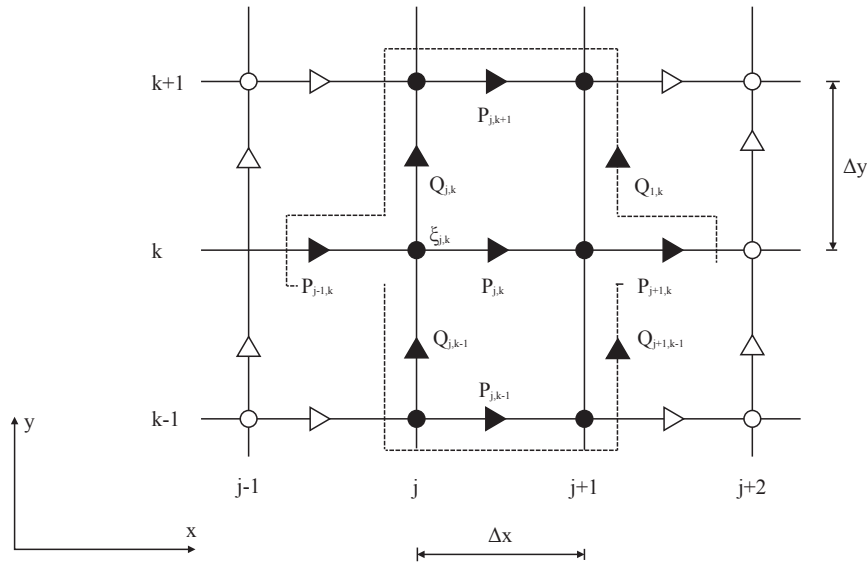 k+1
P_{j,k+1}
Q_{j,k}
Q_{1,k}
Δy
k
ξ_{j,k}
P_{j-1,k}
P_{j,k}
P_{j+1,k}
Q_{j,k-1}
Q_{j+1,k-1}
P_{j,k-1}
k-1
y
j-1
j
j+1
j+2
x
Δx